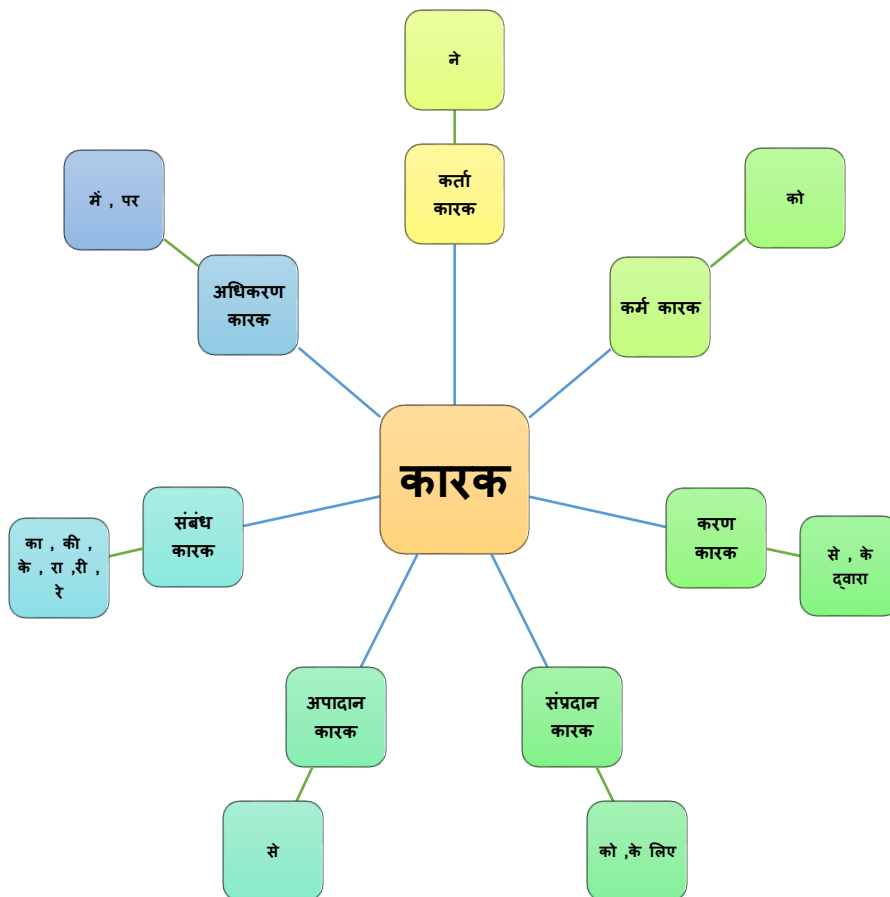 ने
कर्ता
कारक
को
कर्म कारक
करण
कारक
से , के
द्वारा
संप्रदान
कारक
को ,के लिए
अपादान
कारक
से
संबंध
कारक
का , की ,
के , रा ,री ,
रे
अधिकरण
कारक
में , पर
कारक